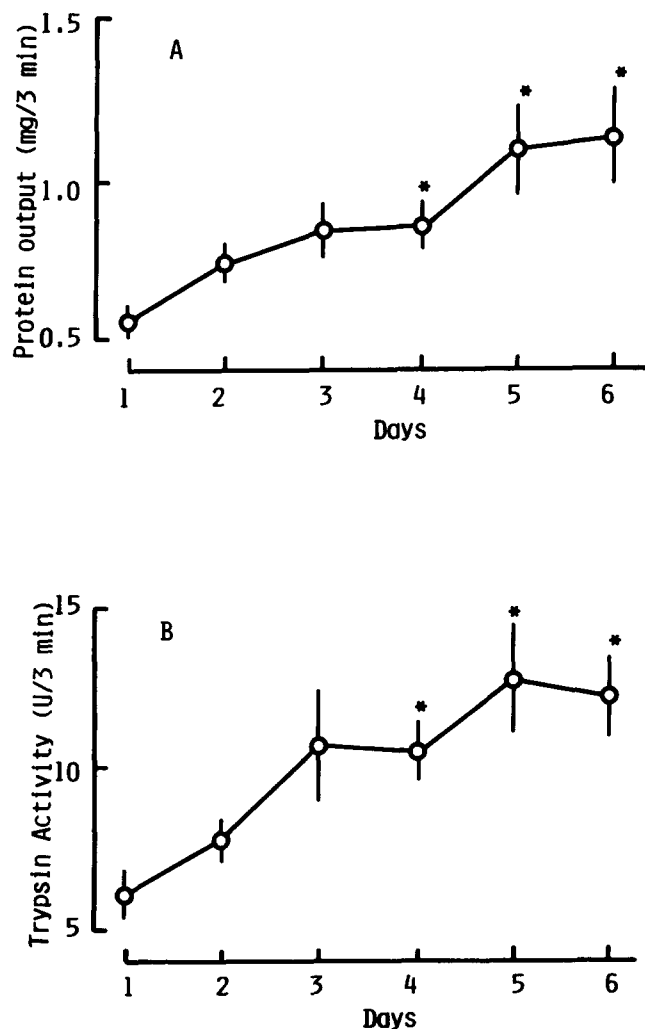 A
Protein output (mg/3 min)
1.5
1.0
0.5
* * *
1 2 3 4 5 6
Days
B
Trypsin Activity (U/3 min)
15
10
5
* * *
1 2 3 4 5 6
Days